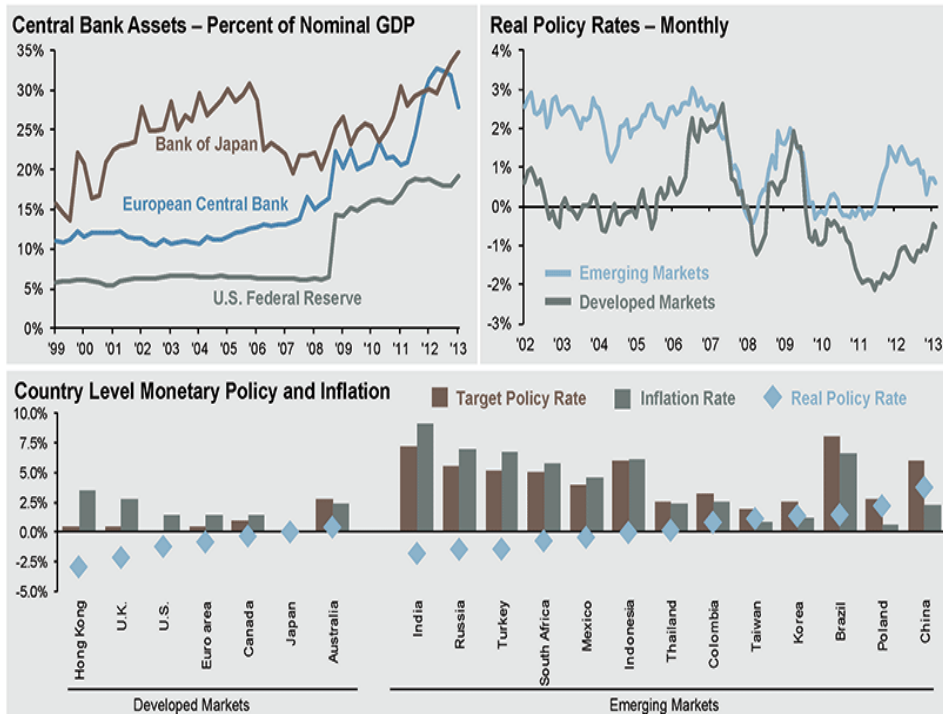 Central Bank Assets – Percent of Nominal GDP
35%
30%
25%
20%
15%
10%
5%
0%
Bank of Japan
European Central Bank
U.S. Federal Reserve
'99 '00 '01 '02 '03 '04 '05 '06 '07 '08 '09 '10 '11 '12 '13
Real Policy Rates – Monthly
4%
3%
2%
1%
0%
-1%
-2%
-3%
Emerging Markets
Developed Markets
'02 '03 '04 '05 '06 '07 '08 '09 '10 '11 '12 '13
Country Level Monetary Policy and Inflation
Target Policy Rate Inflation Rate Real Policy Rate
10.0%
7.5%
5.0%
2.5%
0.0%
-2.5%
-5.0%
Hong Kong
U.K.
U.S.
Euro area
Canada
Japan
Australia
India
Russia
Turkey
South Africa
Mexico
Indonesia
Thailand
Colombia
Taiwan
Korea
Brazil
Poland
China
Developed Markets
Emerging Markets